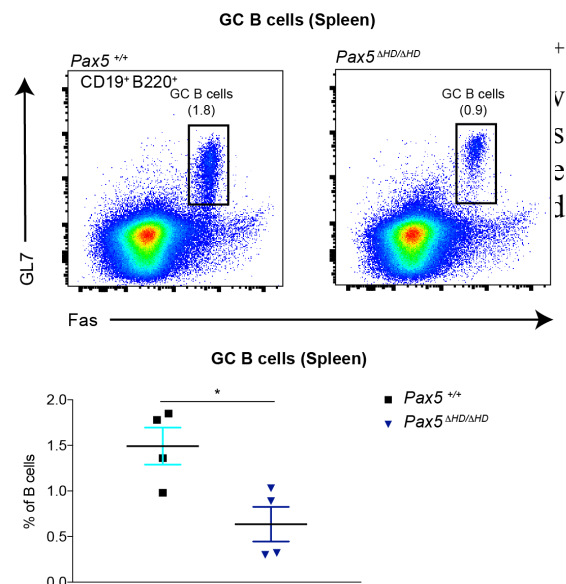 GC B cells (Spleen)
Pax5 +/+
Pax5 ΔHD/ΔHD
CD19+ B220+
GC B cells
(1.8)
GC B cells
(0.9)
+
v
s
e
d
GL7
Fas
GC B cells (Spleen)
2.0
1.5
1.0
0.5
0.0
% of B cells
*
Pax5 +/+
Pax5 ΔHD/ΔHD